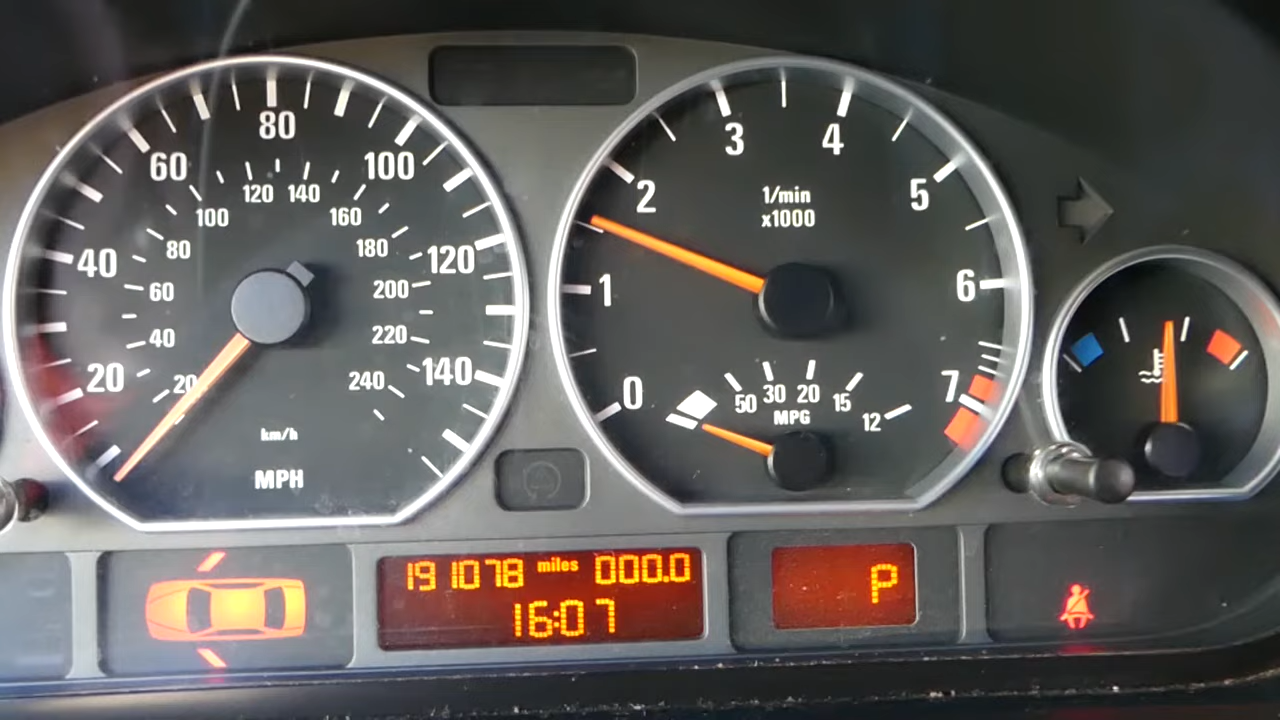 20 40 60 80 100 120 140
20 40 60 80 100 120 140 160 180 200 220 240
km/h
MPH
0 1 2 3 4 5 6 7
1/min
x1000
50 30 20 15 12
MPG
191078 miles 000.0
16:07
P